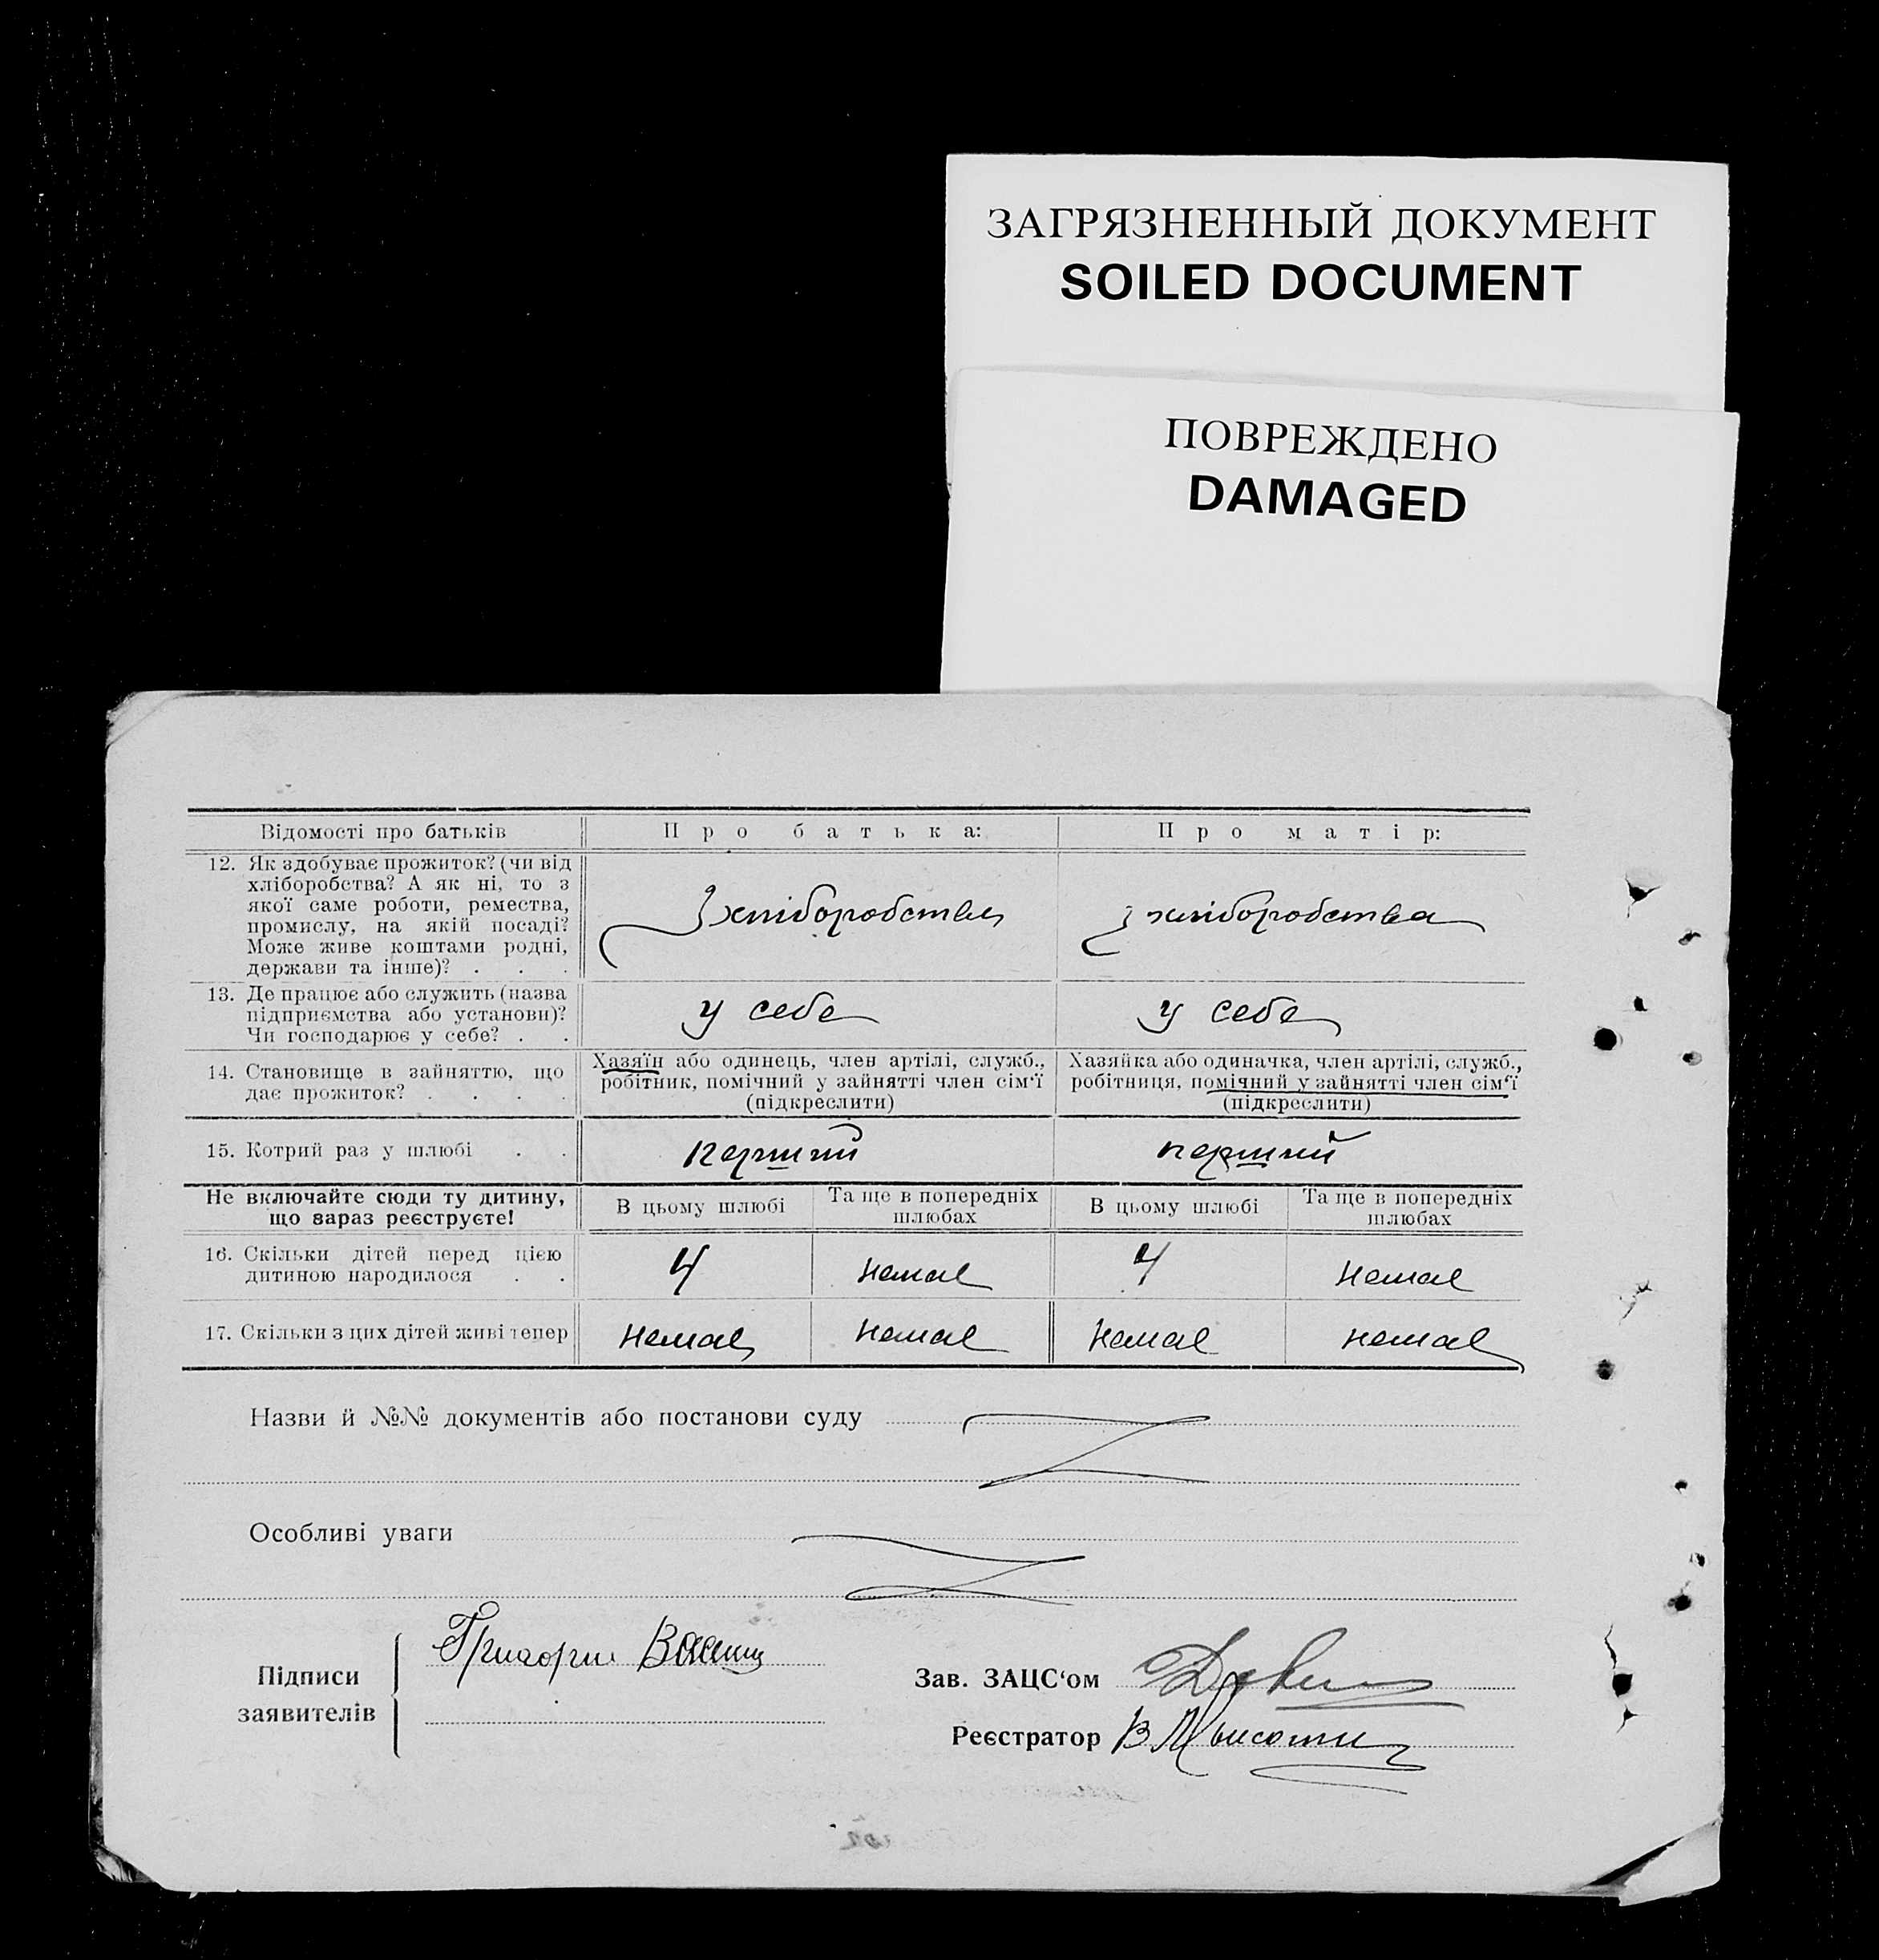 ЗАГРЯЗНЕННЫЙ ДОКУМЕНТ
SOILED DOCUMENT
ПОВРЕЖДЕНО
DAMAGED
Відомості про батьків Про батька: Про матір:
12. Як здобуває прожиток? (чи від
хліборобства? А як ні, то з
якої саме роботи, ремества,
промислу, на якій посаді?
Може живе коштами родні,
держави та інше)? . . .
З хліборобства з хліборобства
13. Де працює або служить (назва
підприємства або установи)?
Чи господарює у себе? . .
у себе у себе
14. Становище в зайняттю, що
дає прожиток? . . . .
Хазяїн або одинець, член артілі, служб.,
робітник, помічний у зайнятті член сім'ї
(підкреслити)
Хазяйка або одиначка, член артілі, служб.,
робітниця, помічний у зайнятті член сім'ї
(підкреслити)
15. Котрий раз у шлюбі . . перший перший
Не включайте сюди ту дитину,
що зараз реєструєте!
В цьому шлюбі Та ще в попередніх
шлюбах
В цьому шлюбі Та ще в попередніх
шлюбах
16. Скільки дітей перед цією
дитиною народилося . .
4 немає 4 немає
17. Скільки з цих дітей живі тепер немає немає немає немає
Назви й №№ документів або постанови суду
Особливі уваги
Підписи
заявителів
Зав. ЗАЦС'ом
Реєстратор В